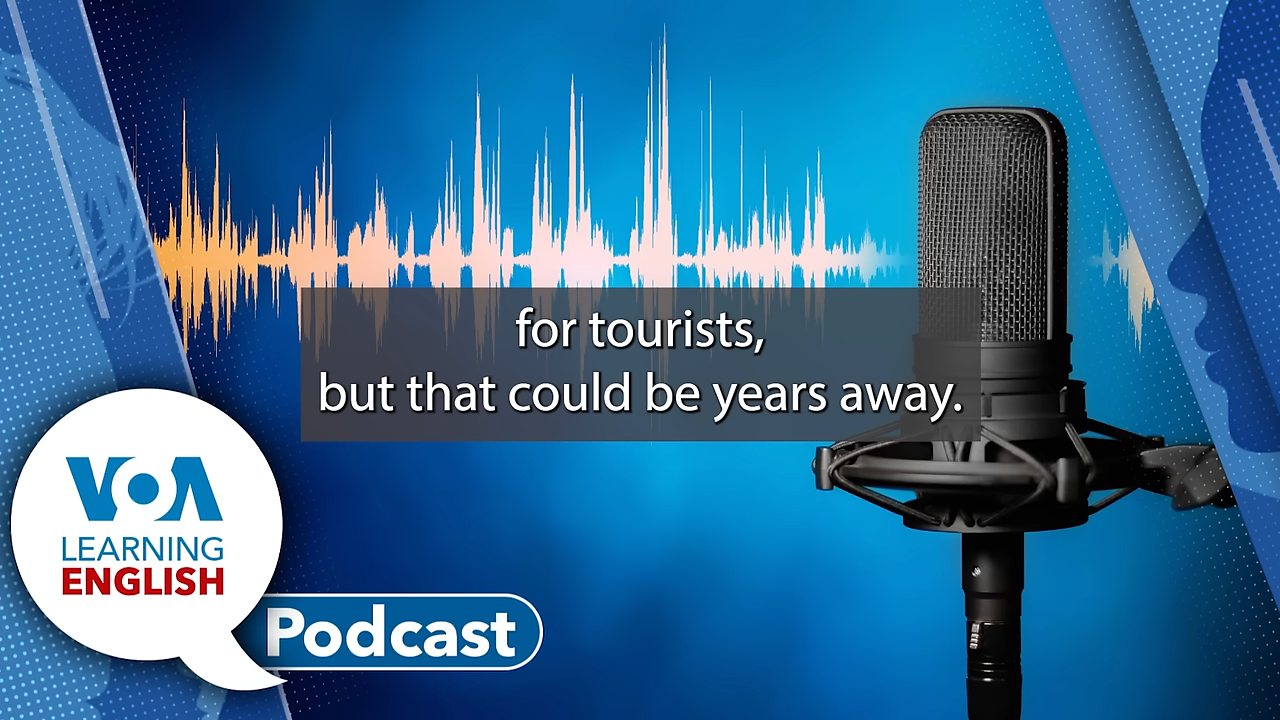 for tourists,
but that could be years away.
VOA
LEARNING
ENGLISH
Podcast